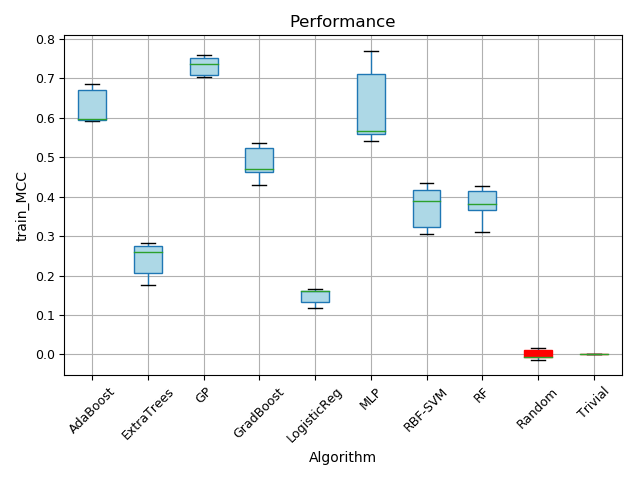 Performance
train_MCC
0.8
0.7
0.6
0.5
0.4
0.3
0.2
0.1
0.0
AdaBoost
ExtraTrees
GP
GradBoost
LogisticReg
MLP
RBF-SVM
RF
Random
Trivial
Algorithm